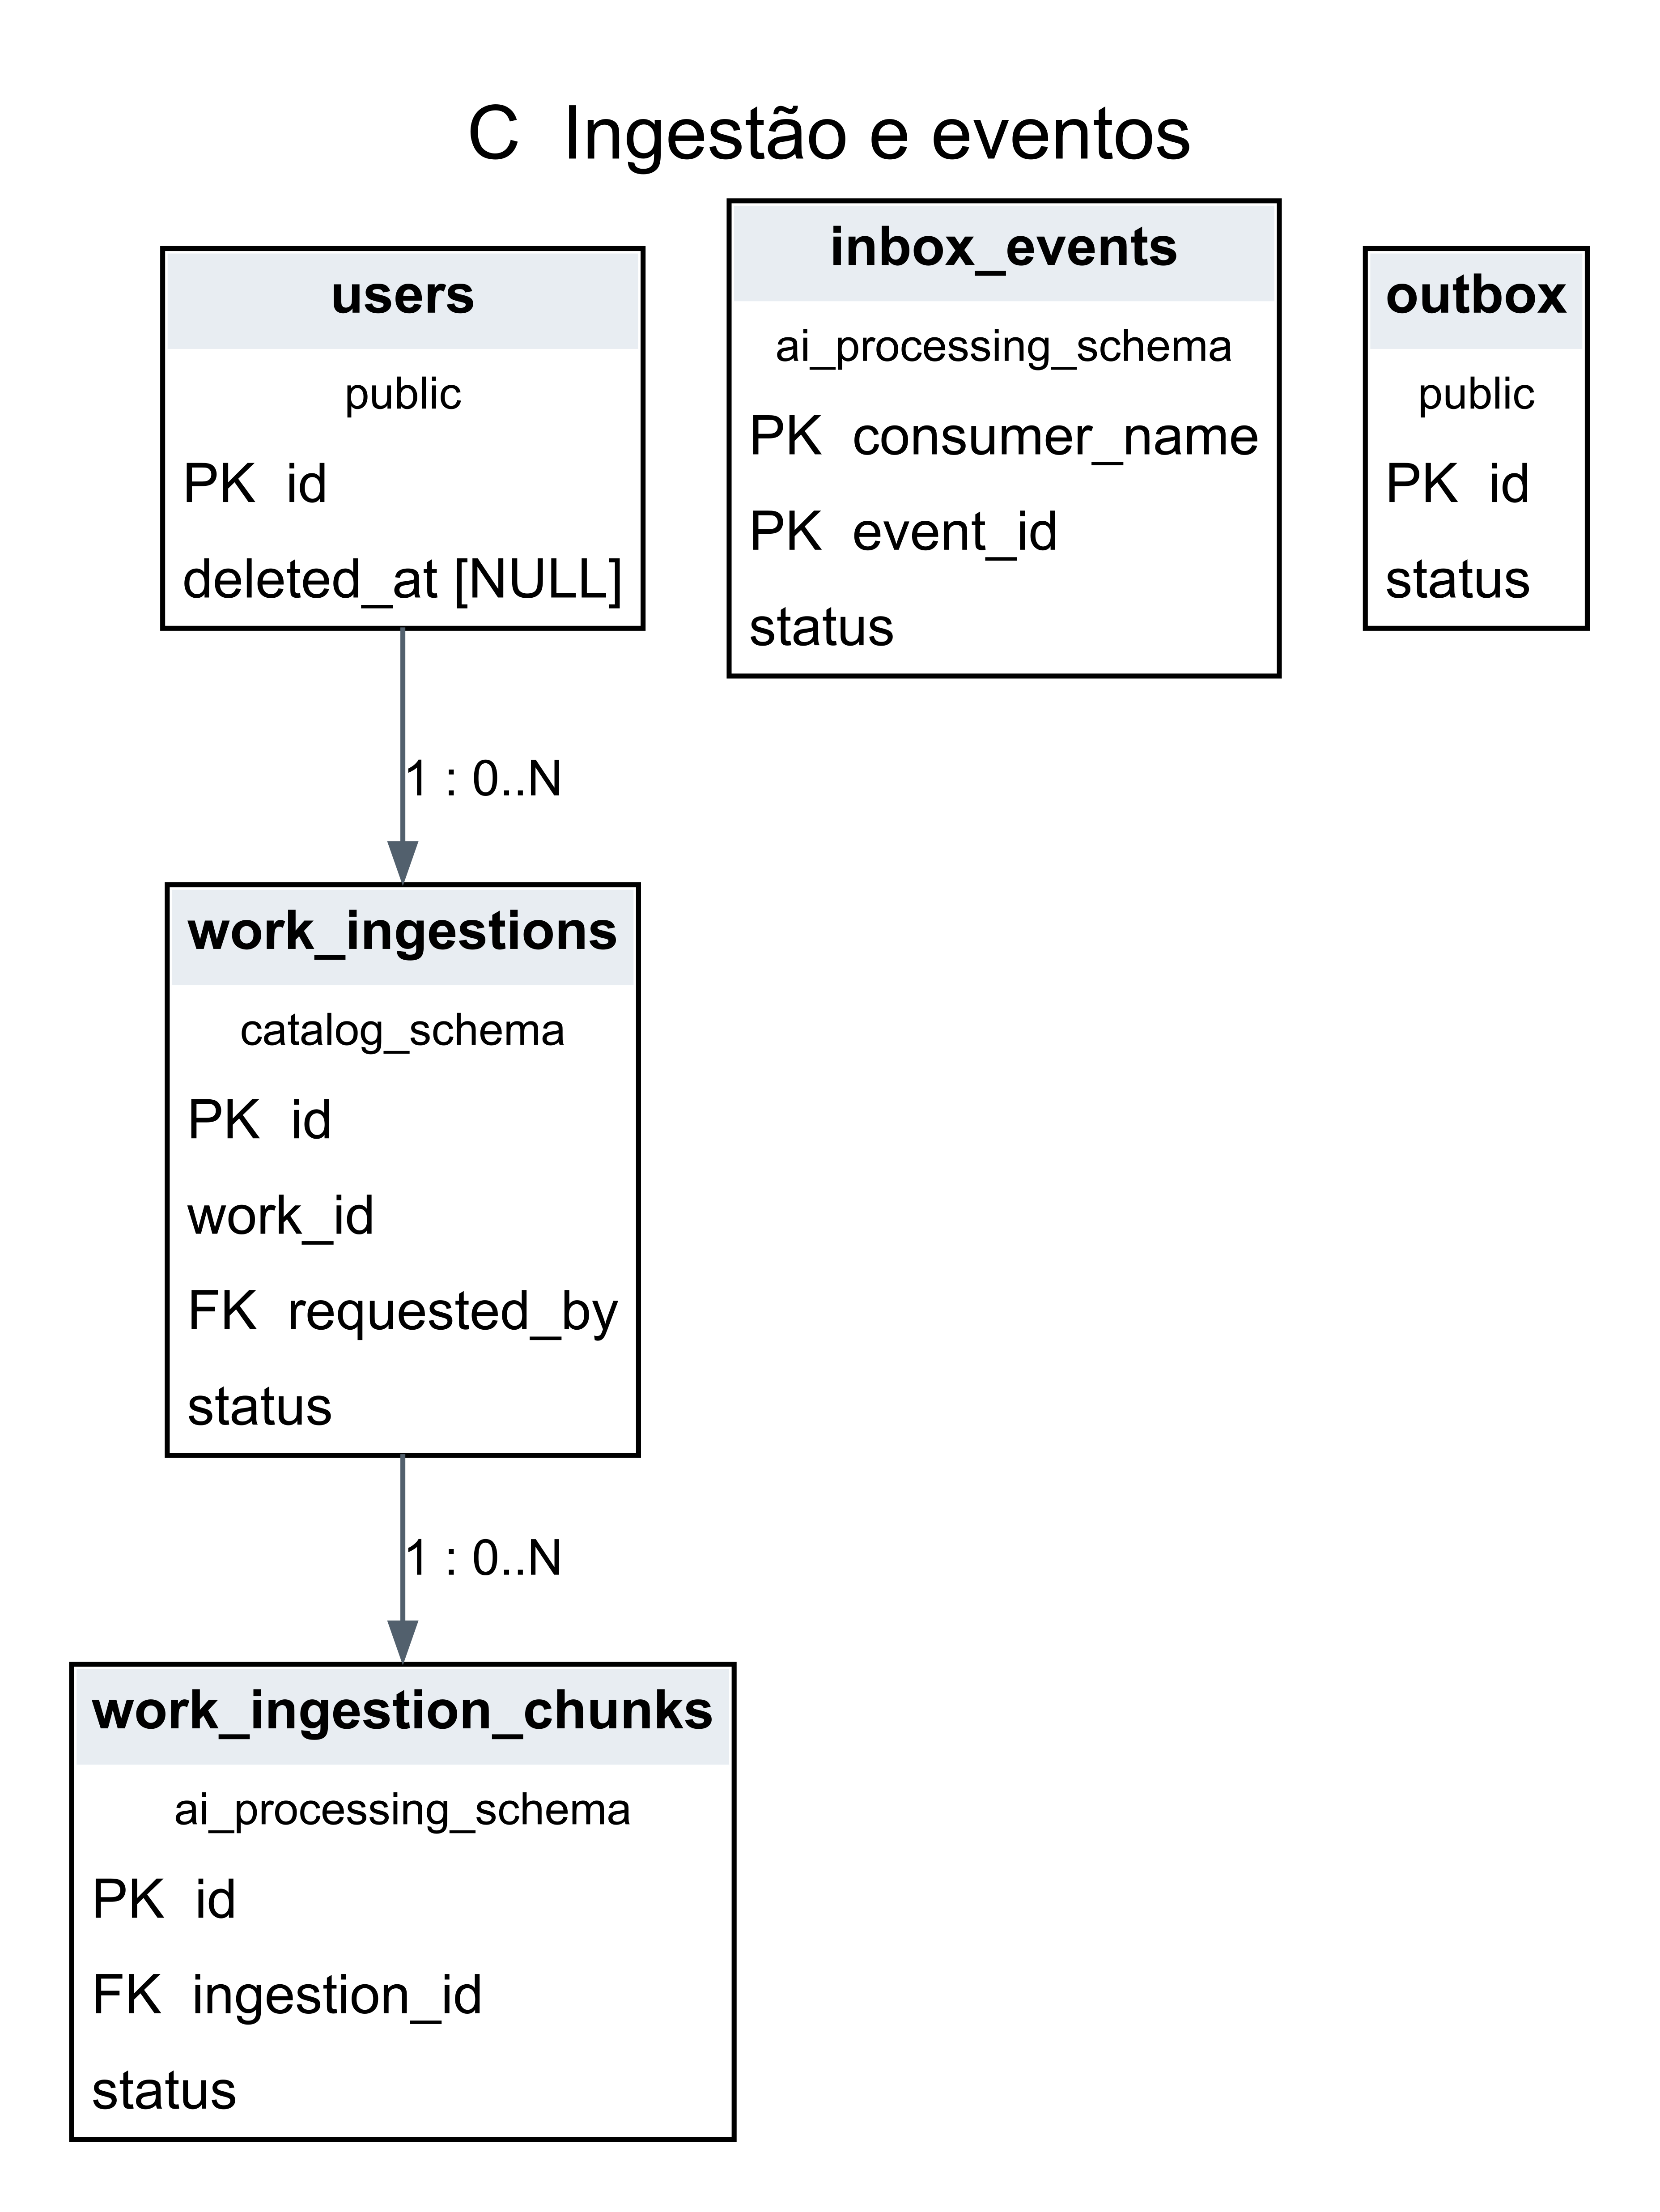 C  Ingestão e eventos
users
public
PK  id
deleted_at [NULL]
inbox_events
ai_processing_schema
PK  consumer_name
PK  event_id
status
outbox
public
PK  id
status
1 : 0..N
work_ingestions
catalog_schema
PK  id
work_id
FK  requested_by
status
1 : 0..N
work_ingestion_chunks
ai_processing_schema
PK  id
FK  ingestion_id
status